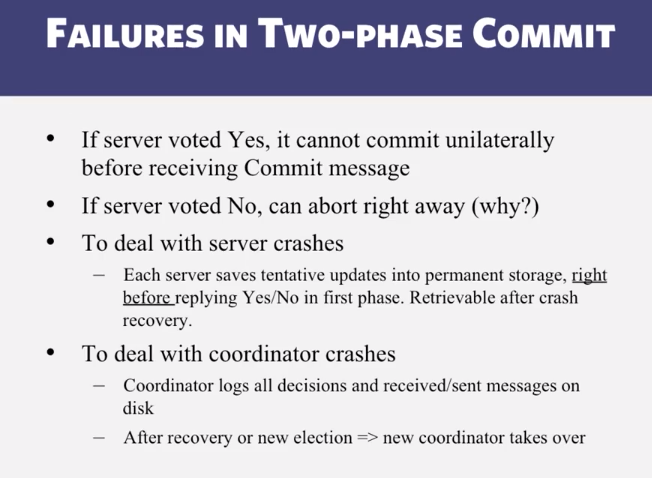 FAILURES IN TWO-PHASE COMMIT
• If server voted Yes, it cannot commit unilaterally
before receiving Commit message
• If server voted No, can abort right away (why?)
• To deal with server crashes
– Each server saves tentative updates into permanent storage, right
before replying Yes/No in first phase. Retrievable after crash
recovery.
• To deal with coordinator crashes
– Coordinator logs all decisions and received/sent messages on
disk
– After recovery or new election => new coordinator takes over